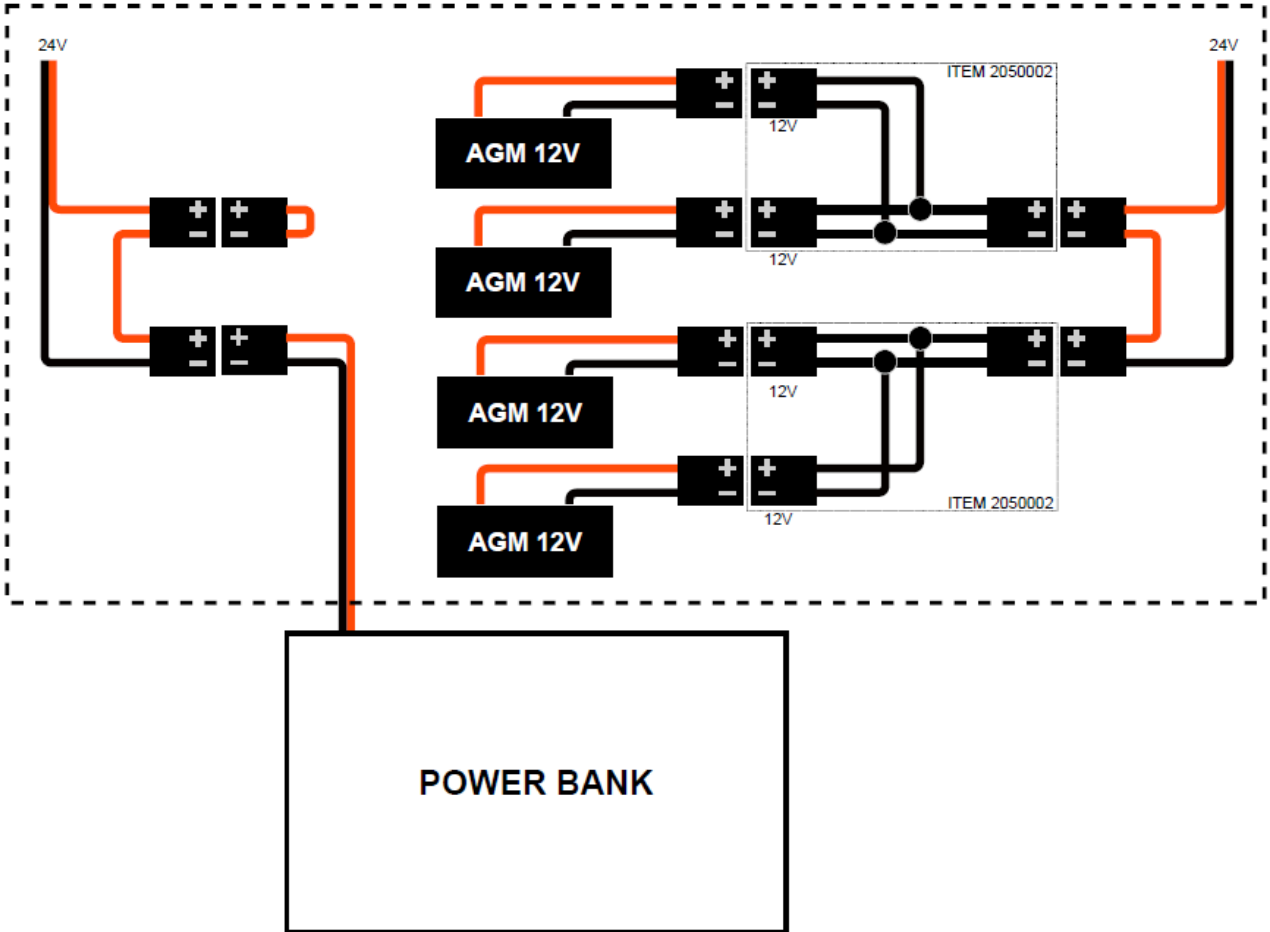 24V
24V
ITEM 2050002
+ +
- -
12V
AGM 12V
+ + + + + +
- - - - - -
12V
AGM 12V
+ + + + + +
- - - - - -
12V
AGM 12V
+ +
- -
ITEM 2050002
12V
AGM 12V
POWER BANK